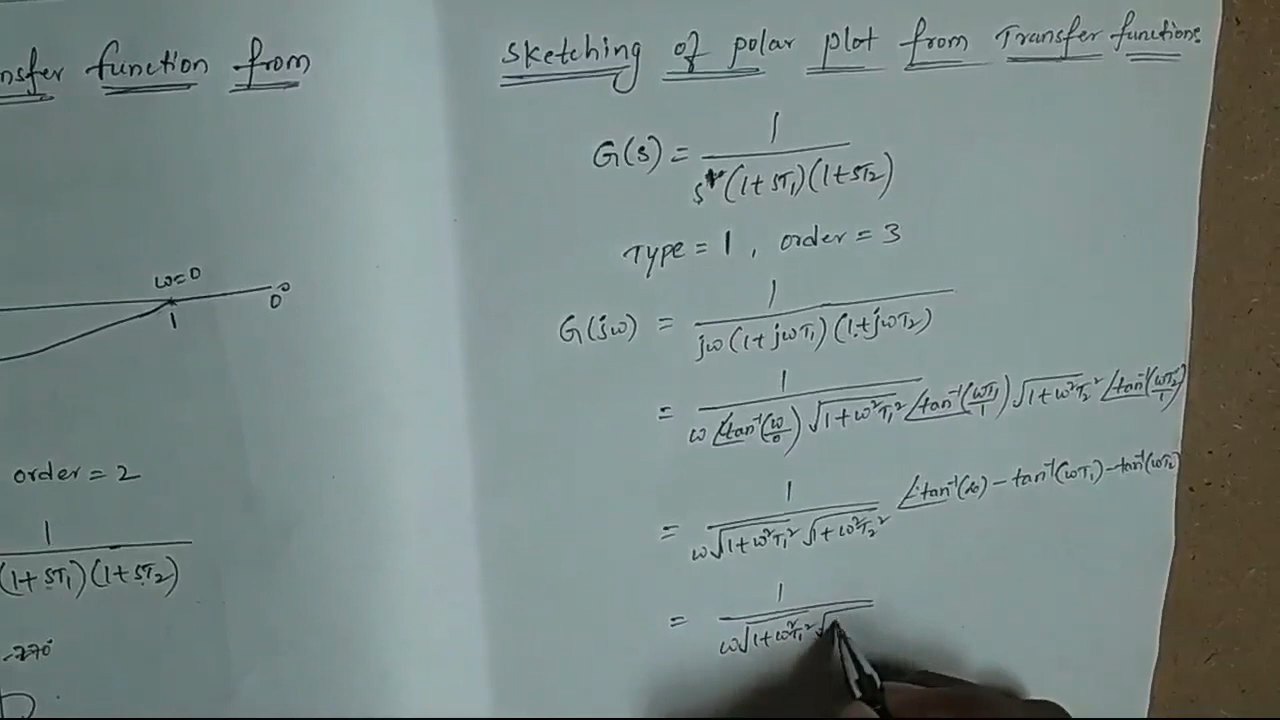 nsfer function from
ω=0
0°
1
order = 2
1
(1+ST₁)(1+ST₂)
-270°
Sketching of polar plot from Transfer functions
G(s) = 1
s (1+ST₁)(1+ST₂)
Type = 1, order = 3
G(jω) = 1
jω(1+jωT₁)(1+jωT₂)
= 1
ω∠tan⁻¹(ω/0) √1+ω²T₁² ∠tan⁻¹(ωT₁/1) √1+ω²T₂² ∠tan⁻¹(ωT₂/1)
= 1 ∠-tan⁻¹(∞) - tan⁻¹(ωT₁) - tan⁻¹(ωT₂)
ω√1+ω²T₁² √1+ω²T₂²
= 1
ω√1+ω²T₁² √